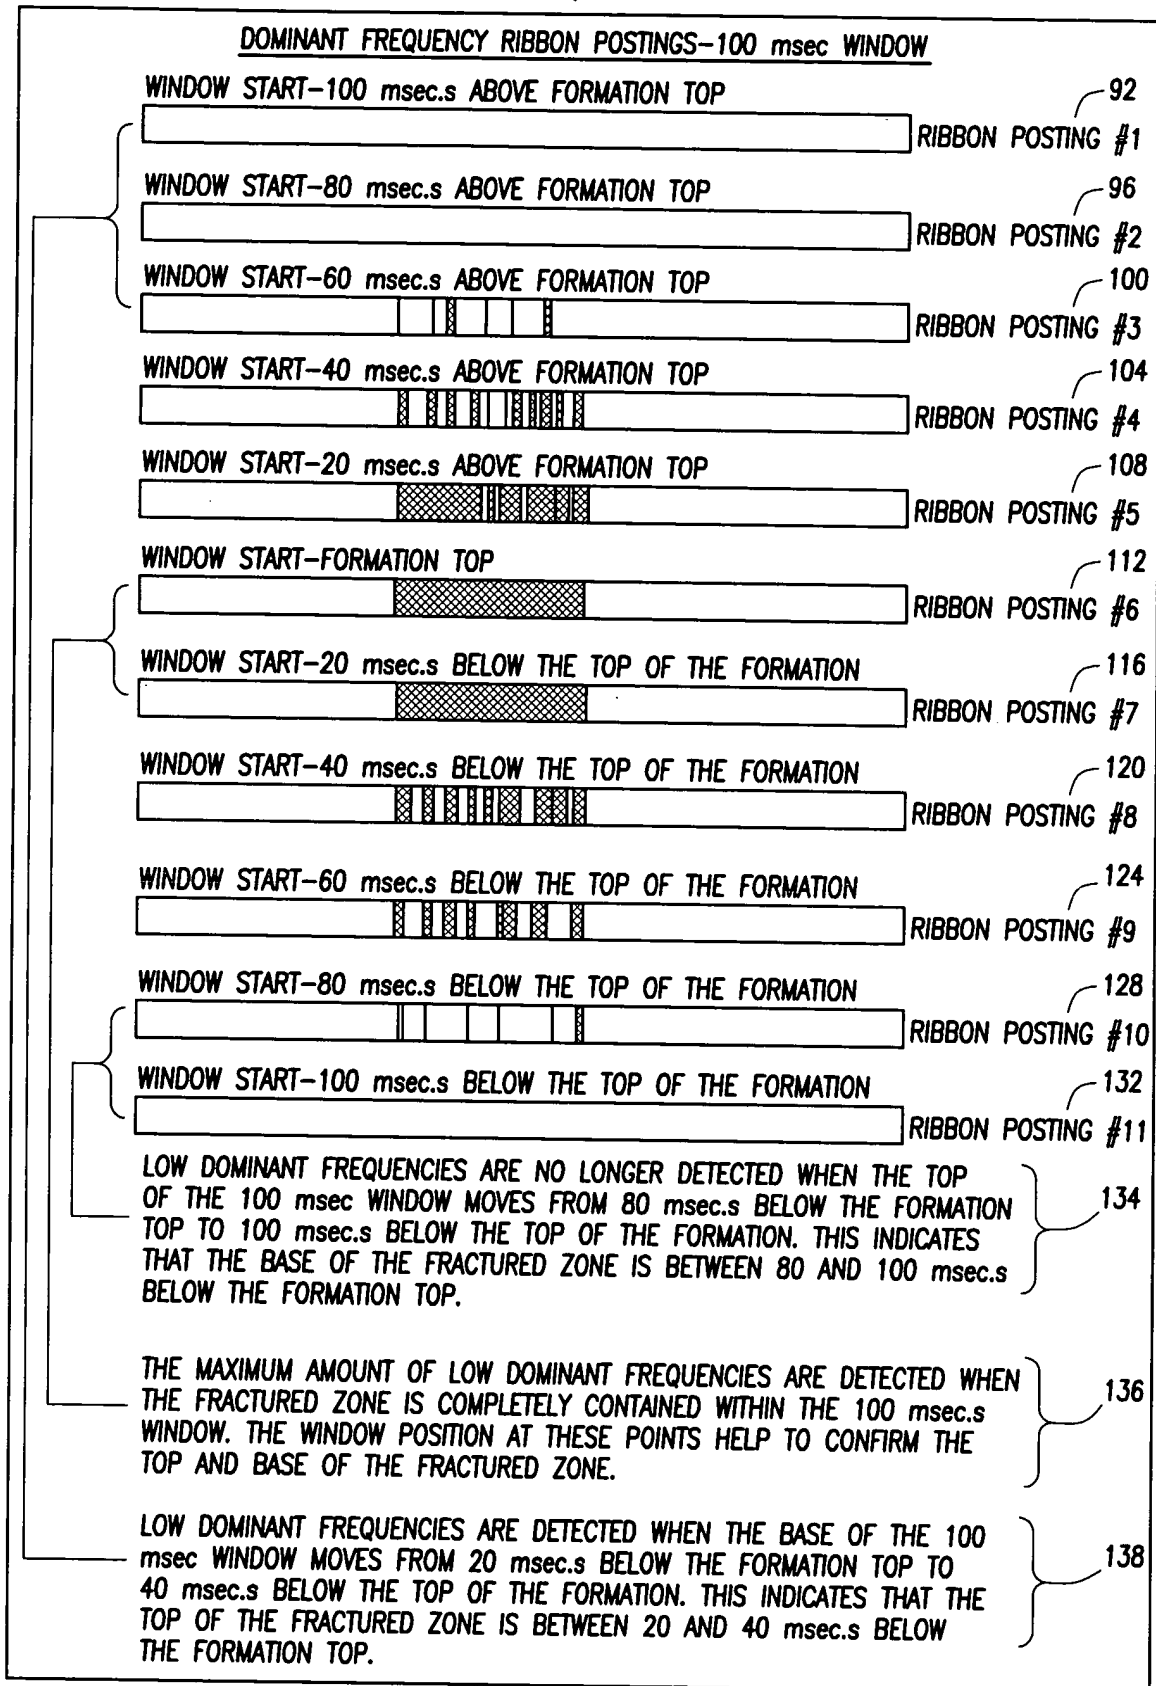 DOMINANT FREQUENCY RIBBON POSTINGS-100 msec WINDOW
WINDOW START-100 msec.s ABOVE FORMATION TOP
92
RIBBON POSTING #1
WINDOW START-80 msec.s ABOVE FORMATION TOP
96
RIBBON POSTING #2
WINDOW START-60 msec.s ABOVE FORMATION TOP
100
RIBBON POSTING #3
WINDOW START-40 msec.s ABOVE FORMATION TOP
104
RIBBON POSTING #4
WINDOW START-20 msec.s ABOVE FORMATION TOP
108
RIBBON POSTING #5
WINDOW START-FORMATION TOP
112
RIBBON POSTING #6
WINDOW START-20 msec.s BELOW THE TOP OF THE FORMATION
116
RIBBON POSTING #7
WINDOW START-40 msec.s BELOW THE TOP OF THE FORMATION
120
RIBBON POSTING #8
WINDOW START-60 msec.s BELOW THE TOP OF THE FORMATION
124
RIBBON POSTING #9
WINDOW START-80 msec.s BELOW THE TOP OF THE FORMATION
128
RIBBON POSTING #10
WINDOW START-100 msec.s BELOW THE TOP OF THE FORMATION
132
RIBBON POSTING #11
LOW DOMINANT FREQUENCIES ARE NO LONGER DETECTED WHEN THE TOP
OF THE 100 msec WINDOW MOVES FROM 80 msec.s BELOW THE FORMATION
TOP TO 100 msec.s BELOW THE TOP OF THE FORMATION. THIS INDICATES
THAT THE BASE OF THE FRACTURED ZONE IS BETWEEN 80 AND 100 msec.s
BELOW THE FORMATION TOP.
134
THE MAXIMUM AMOUNT OF LOW DOMINANT FREQUENCIES ARE DETECTED WHEN
THE FRACTURED ZONE IS COMPLETELY CONTAINED WITHIN THE 100 msec.s
WINDOW. THE WINDOW POSITION AT THESE POINTS HELP TO CONFIRM THE
TOP AND BASE OF THE FRACTURED ZONE.
136
LOW DOMINANT FREQUENCIES ARE DETECTED WHEN THE BASE OF THE 100
msec WINDOW MOVES FROM 20 msec.s BELOW THE FORMATION TOP TO
40 msec.s BELOW THE TOP OF THE FORMATION. THIS INDICATES THAT THE
TOP OF THE FRACTURED ZONE IS BETWEEN 20 AND 40 msec.s BELOW
THE FORMATION TOP.
138